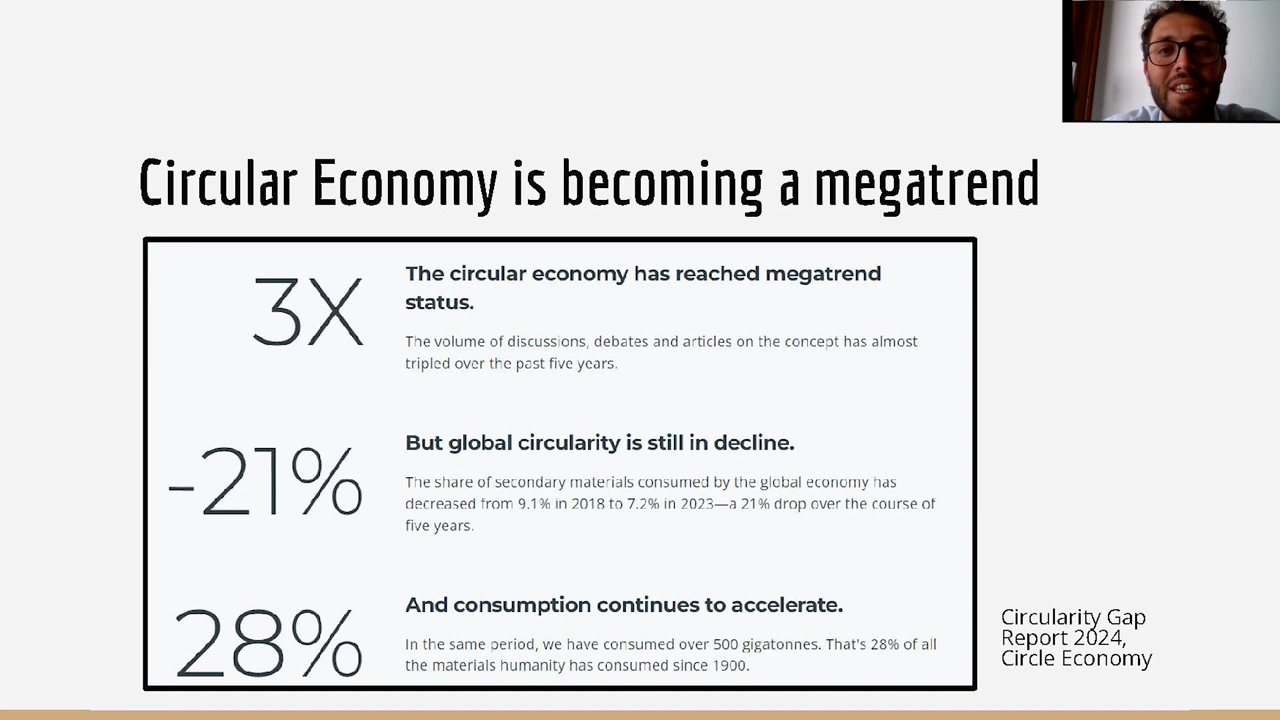 Circular Economy is becoming a megatrend
3X
The circular economy has reached megatrend
status.
The volume of discussions, debates and articles on the concept has almost
tripled over the past five years.
-21%
But global circularity is still in decline.
The share of secondary materials consumed by the global economy has
decreased from 9.1% in 2018 to 7.2% in 2023—a 21% drop over the course of
five years.
28%
And consumption continues to accelerate.
In the same period, we have consumed over 500 gigatonnes. That's 28% of all
the materials humanity has consumed since 1900.
Circularity Gap
Report 2024,
Circle Economy